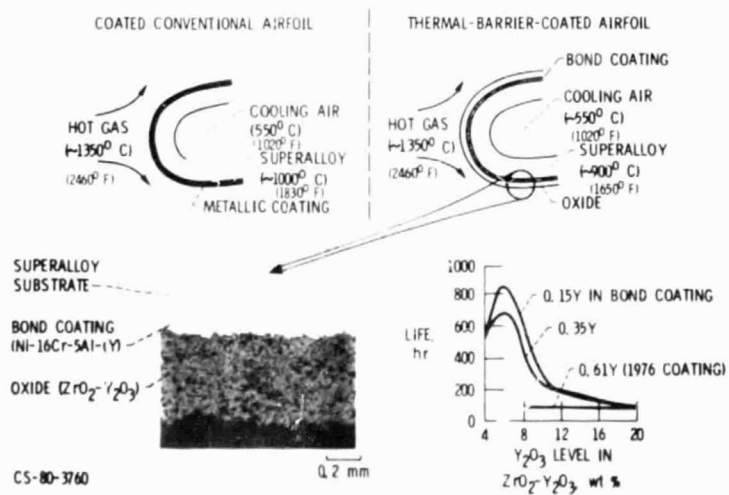 COATED CONVENTIONAL AIRFOIL
HOT GAS
(~1350° C)
(2460° F)
COOLING AIR
(550° C)
(1020° F)
SUPERALLOY
(~1000° C)
(1830° F)
METALLIC COATING
THERMAL-BARRIER-COATED AIRFOIL
BOND COATING
HOT GAS
(~1350° C)
(2460° F)
COOLING AIR
(~550° C)
(1020° F)
SUPERALLOY
(~900° C)
(1650° F)
OXIDE
SUPERALLOY
SUBSTRATE
BOND COATING
(Ni-16Cr-5Al-(Y)
OXIDE (ZrO2-Y2O3)
0.2 mm
CS-80-3760
1000
800
600
400
200
0
LIFE,
hr
0.15Y IN BOND COATING
0.35Y
0.61Y (1976 COATING)
4 8 12 16 20
Y2O3 LEVEL IN
ZrO2-Y2O3, wt %